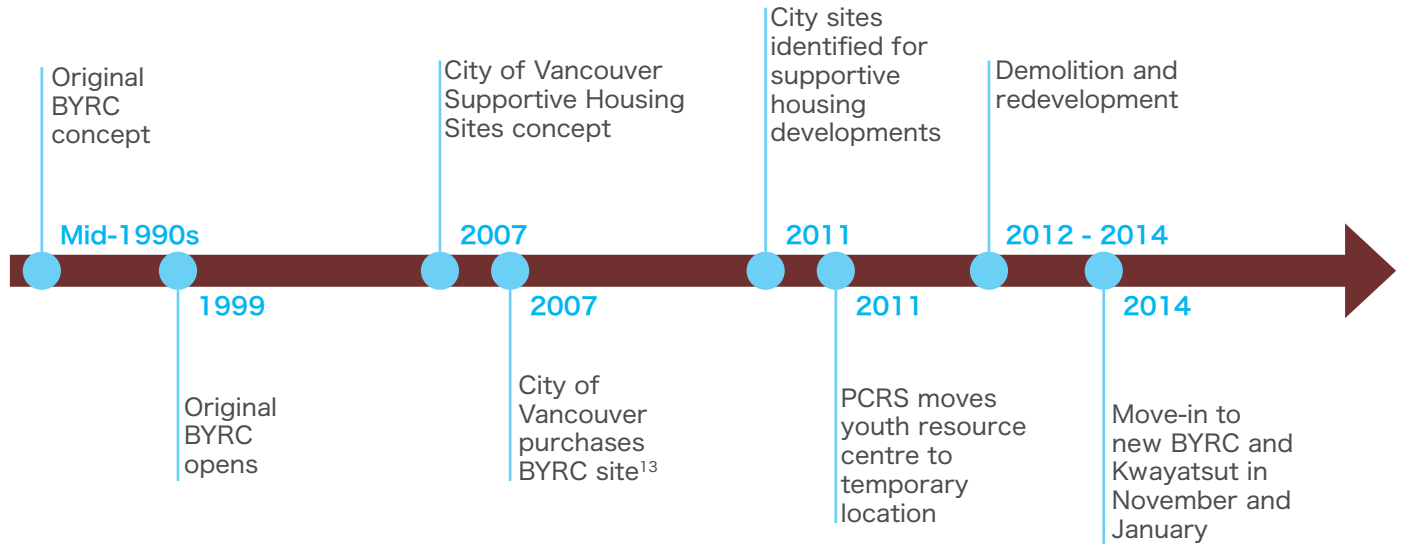 Original
BYRC
concept
Mid-1990s
1999
Original
BYRC
opens
City of Vancouver
Supportive Housing
Sites concept
2007
2007
City of
Vancouver
purchases
BYRC site¹³
City sites
identified for
supportive
housing
developments
2011
2011
PCRS moves
youth resource
centre to
temporary
location
Demolition and
redevelopment
2012 - 2014
2014
Move-in to
new BYRC and
Kwayatsut in
November and
January